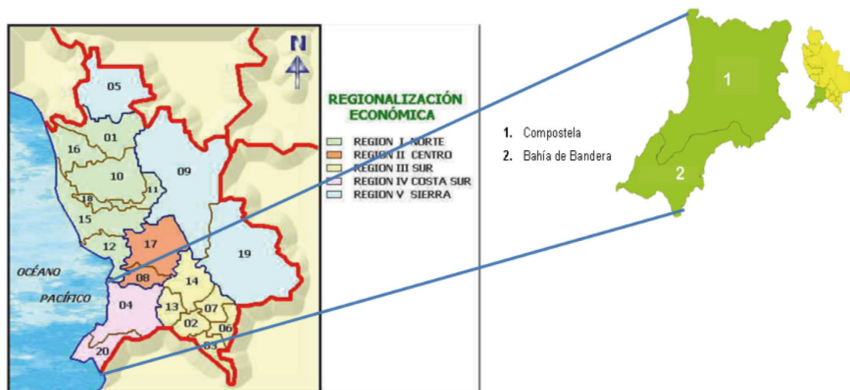 N
05
REGIONALIZACIÓN
ECONÓMICA
REGION I NORTE
REGION II CENTRO
REGION III SUR
REGION IV COSTA SUR
REGION V SIERRA
01
16
10
09
11
18
15
12
17
19
OCÉANO
08
14
PACÍFICO
04
13
07
02
06
03
20
1
1. Compostela
2. Bahía de Bandera
2